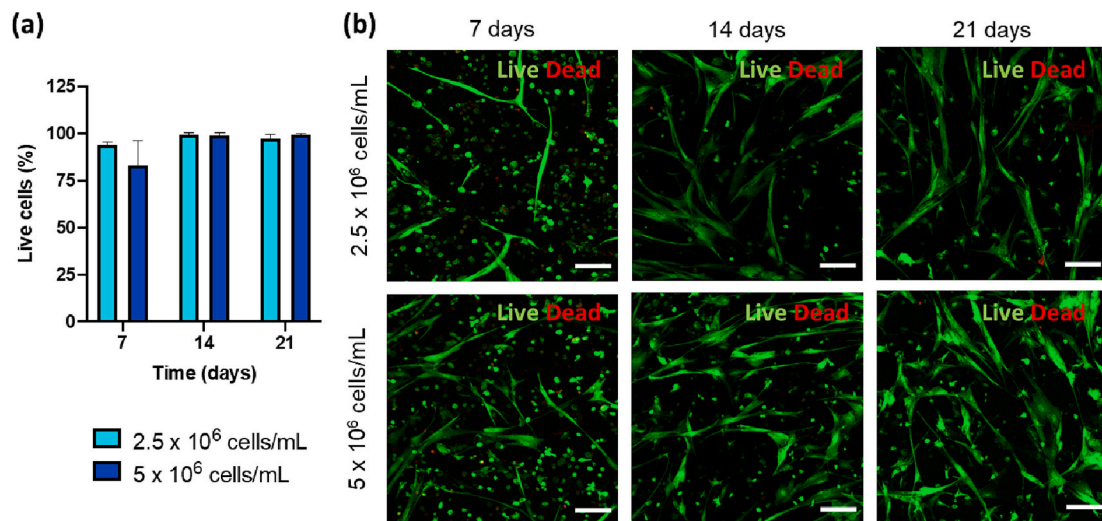 (a)
125
100
75
50
25
0
Live cells (%)
7
14
21
Time (days)
2.5 x 10⁶ cells/mL
5 x 10⁶ cells/mL
(b)
7 days
14 days
21 days
2.5 x 10⁶ cells/mL
Live Dead
Live Dead
Live Dead
5 x 10⁶ cells/mL
Live Dead
Live Dead
Live Dead